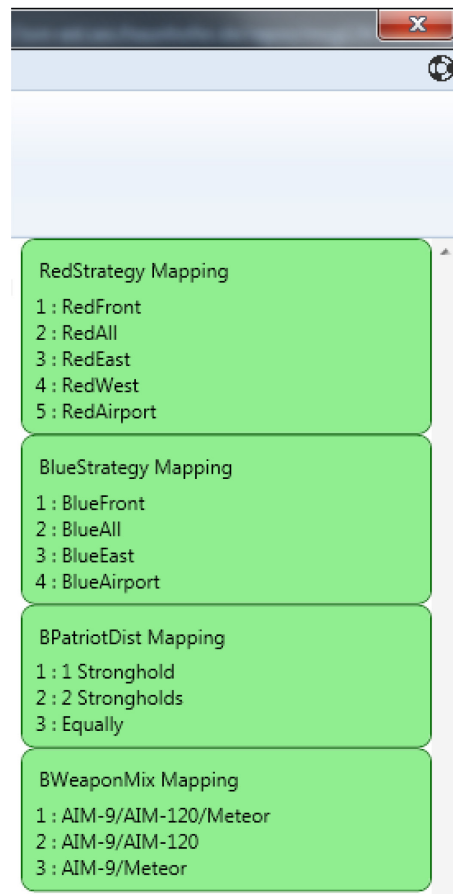 RedStrategy Mapping
1 : RedFront
2 : RedAll
3 : RedEast
4 : RedWest
5 : RedAirport
BlueStrategy Mapping
1 : BlueFront
2 : BlueAll
3 : BlueEast
4 : BlueAirport
BPatriotDist Mapping
1 : 1 Stronghold
2 : 2 Strongholds
3 : Equally
BWeaponMix Mapping
1 : AIM-9/AIM-120/Meteor
2 : AIM-9/AIM-120
3 : AIM-9/Meteor